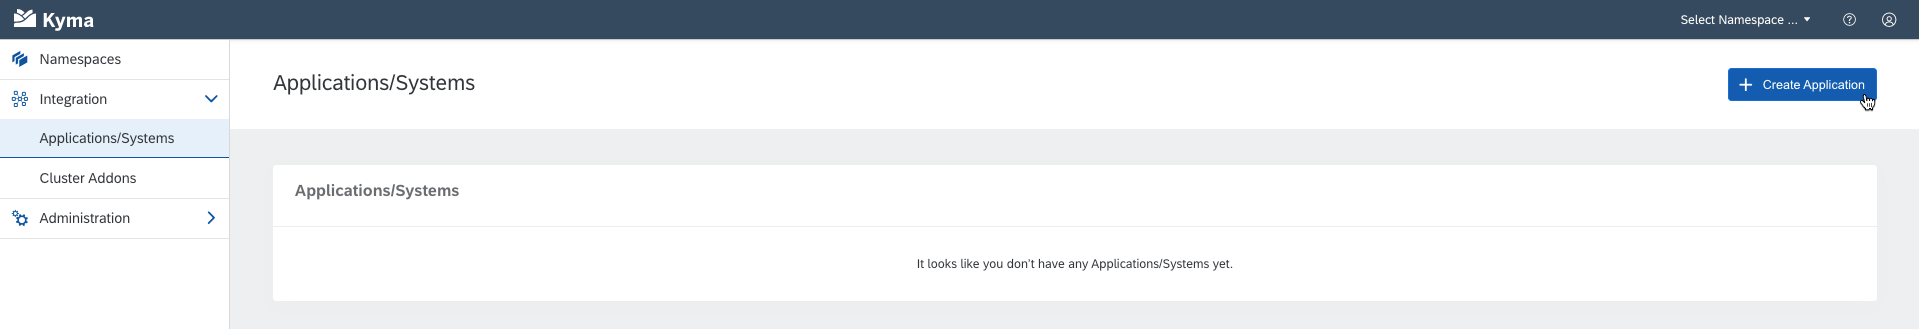 Kyma
Select Namespace ...
Namespaces
Integration
Applications/Systems
Cluster Addons
Administration
Applications/Systems
Create Application
Applications/Systems
It looks like you don't have any Applications/Systems yet.